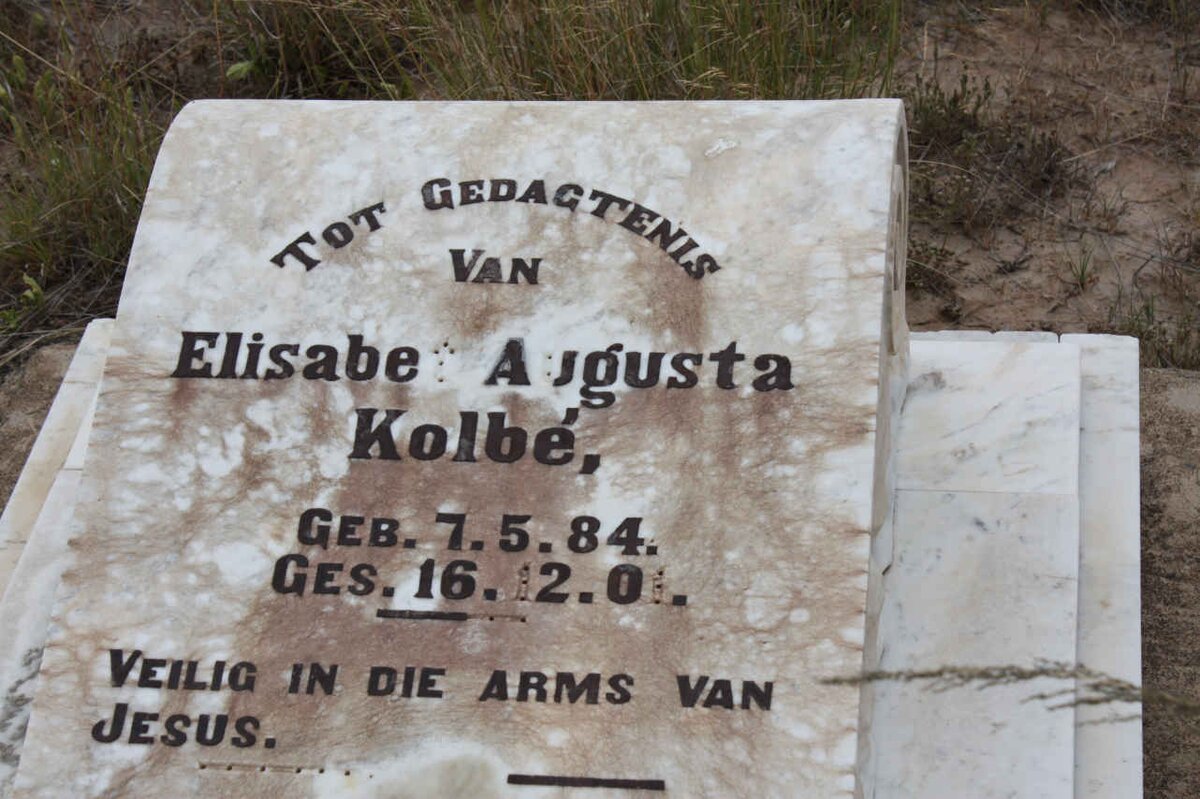 TOT GEDAGTENIS
VAN
Elisabet Augusta
Kolbé,
GEB. 7.5.84.
GES. 16.12.01.
VEILIG IN DIE ARMS VAN
JESUS.